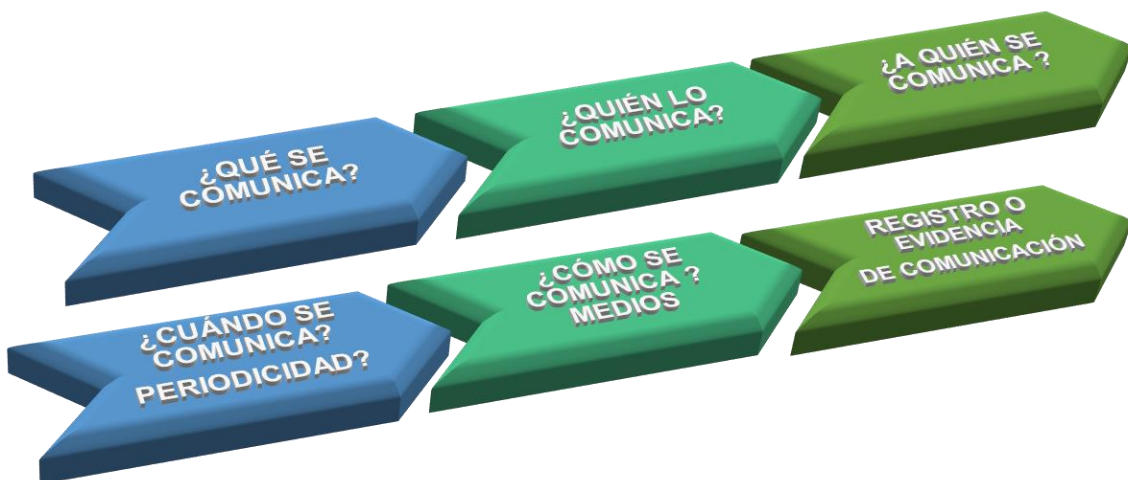 ¿QUÉ SE
COMUNICA?
¿QUIÉN LO
COMUNICA?
¿A QUIÉN SE
COMUNICA ?
¿CUÁNDO SE
COMUNICA?
PERIODICIDAD?
¿CÓMO SE
COMUNICA ?
MEDIOS
REGISTRO O
EVIDENCIA
DE COMUNICACIÓN